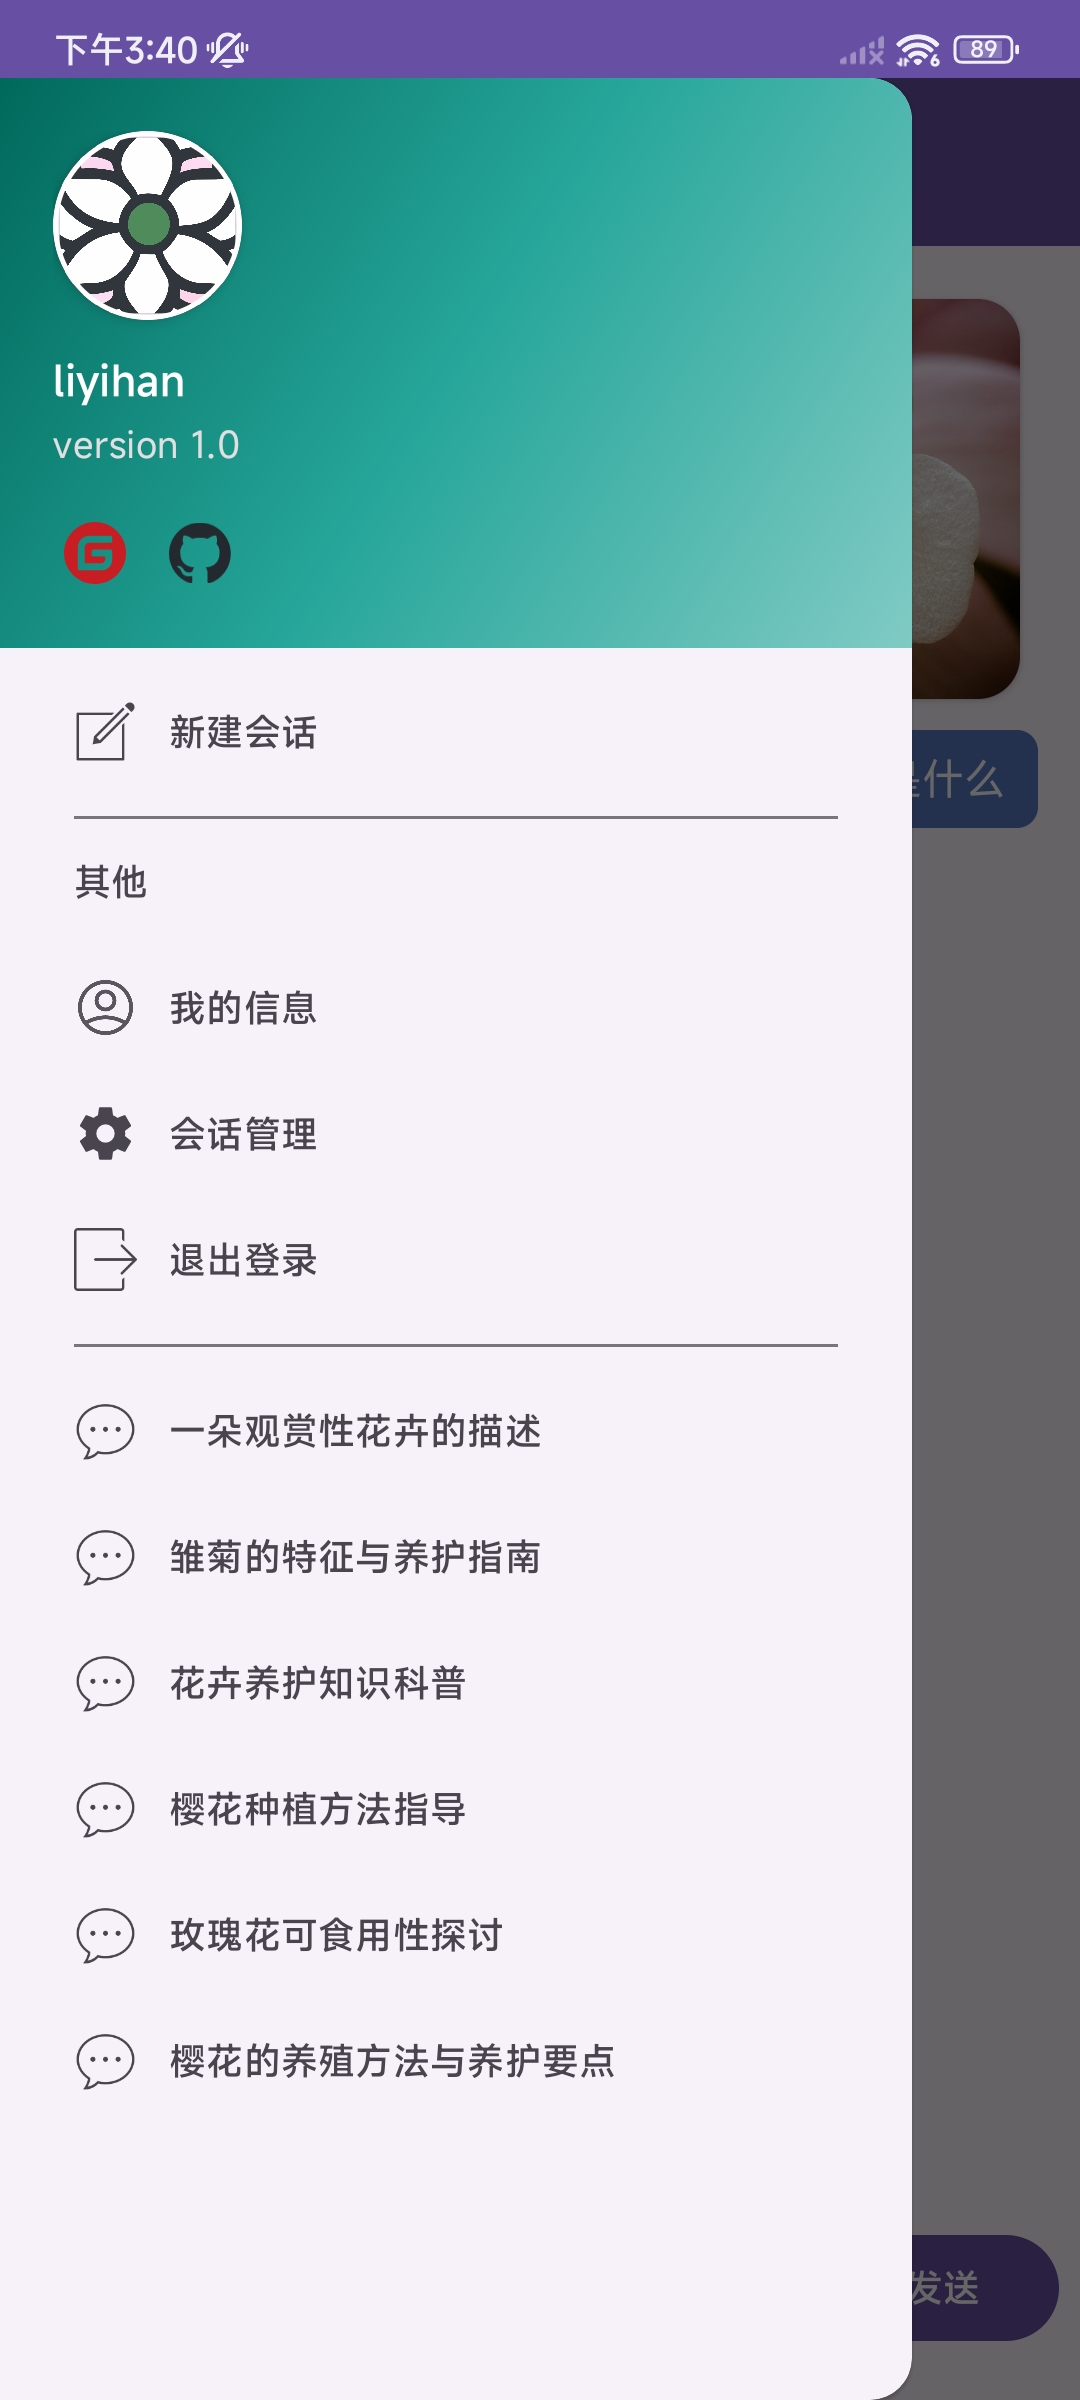 下午3:40
6
89
liyihan
version 1.0
新建会话
什么
其他
我的信息
会话管理
退出登录
一朵观赏性花卉的描述
雏菊的特征与养护指南
花卉养护知识科普
樱花种植方法指导
玫瑰花可食用性探讨
樱花的养殖方法与养护要点
发送